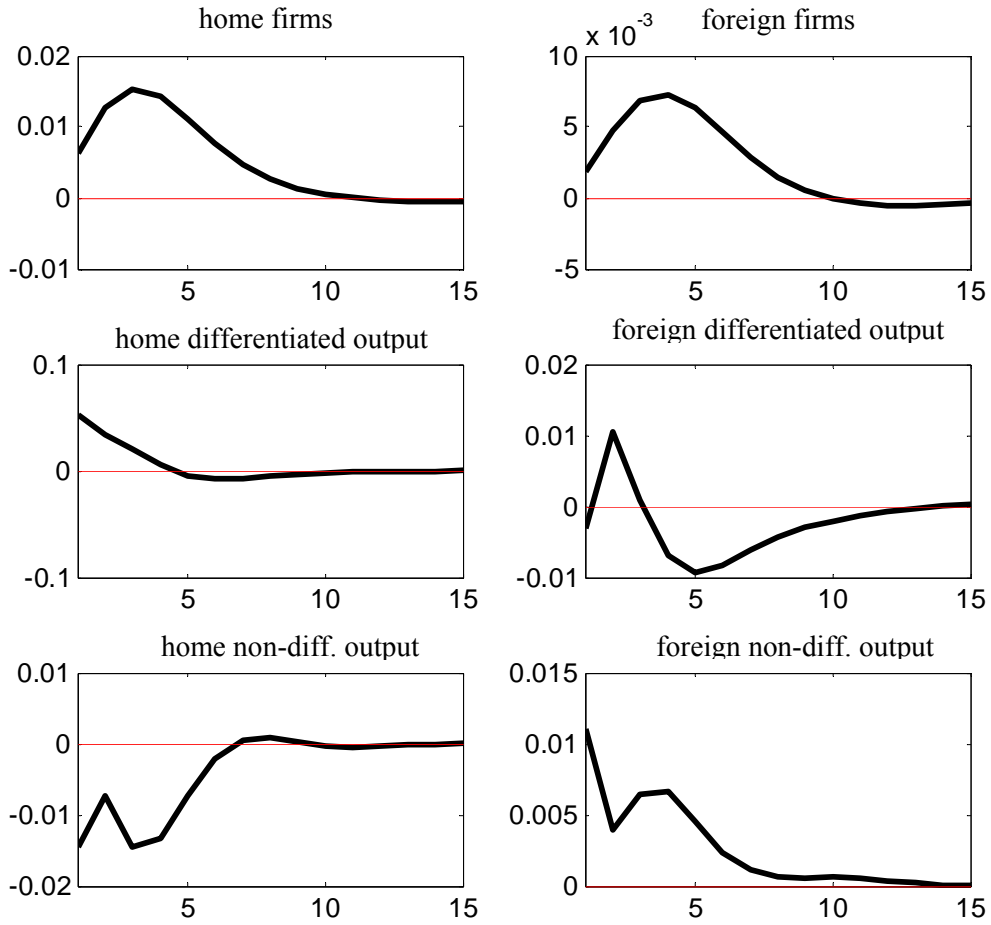 home firms
0.02
0.01
0
-0.01
5 10 15
foreign firms
x 10^-3
10
5
0
-5
5 10 15
home differentiated output
0.1
0
-0.1
5 10 15
foreign differentiated output
0.02
0.01
0
-0.01
5 10 15
home non-diff. output
0.01
0
-0.01
-0.02
5 10 15
foreign non-diff. output
0.015
0.01
0.005
0
5 10 15